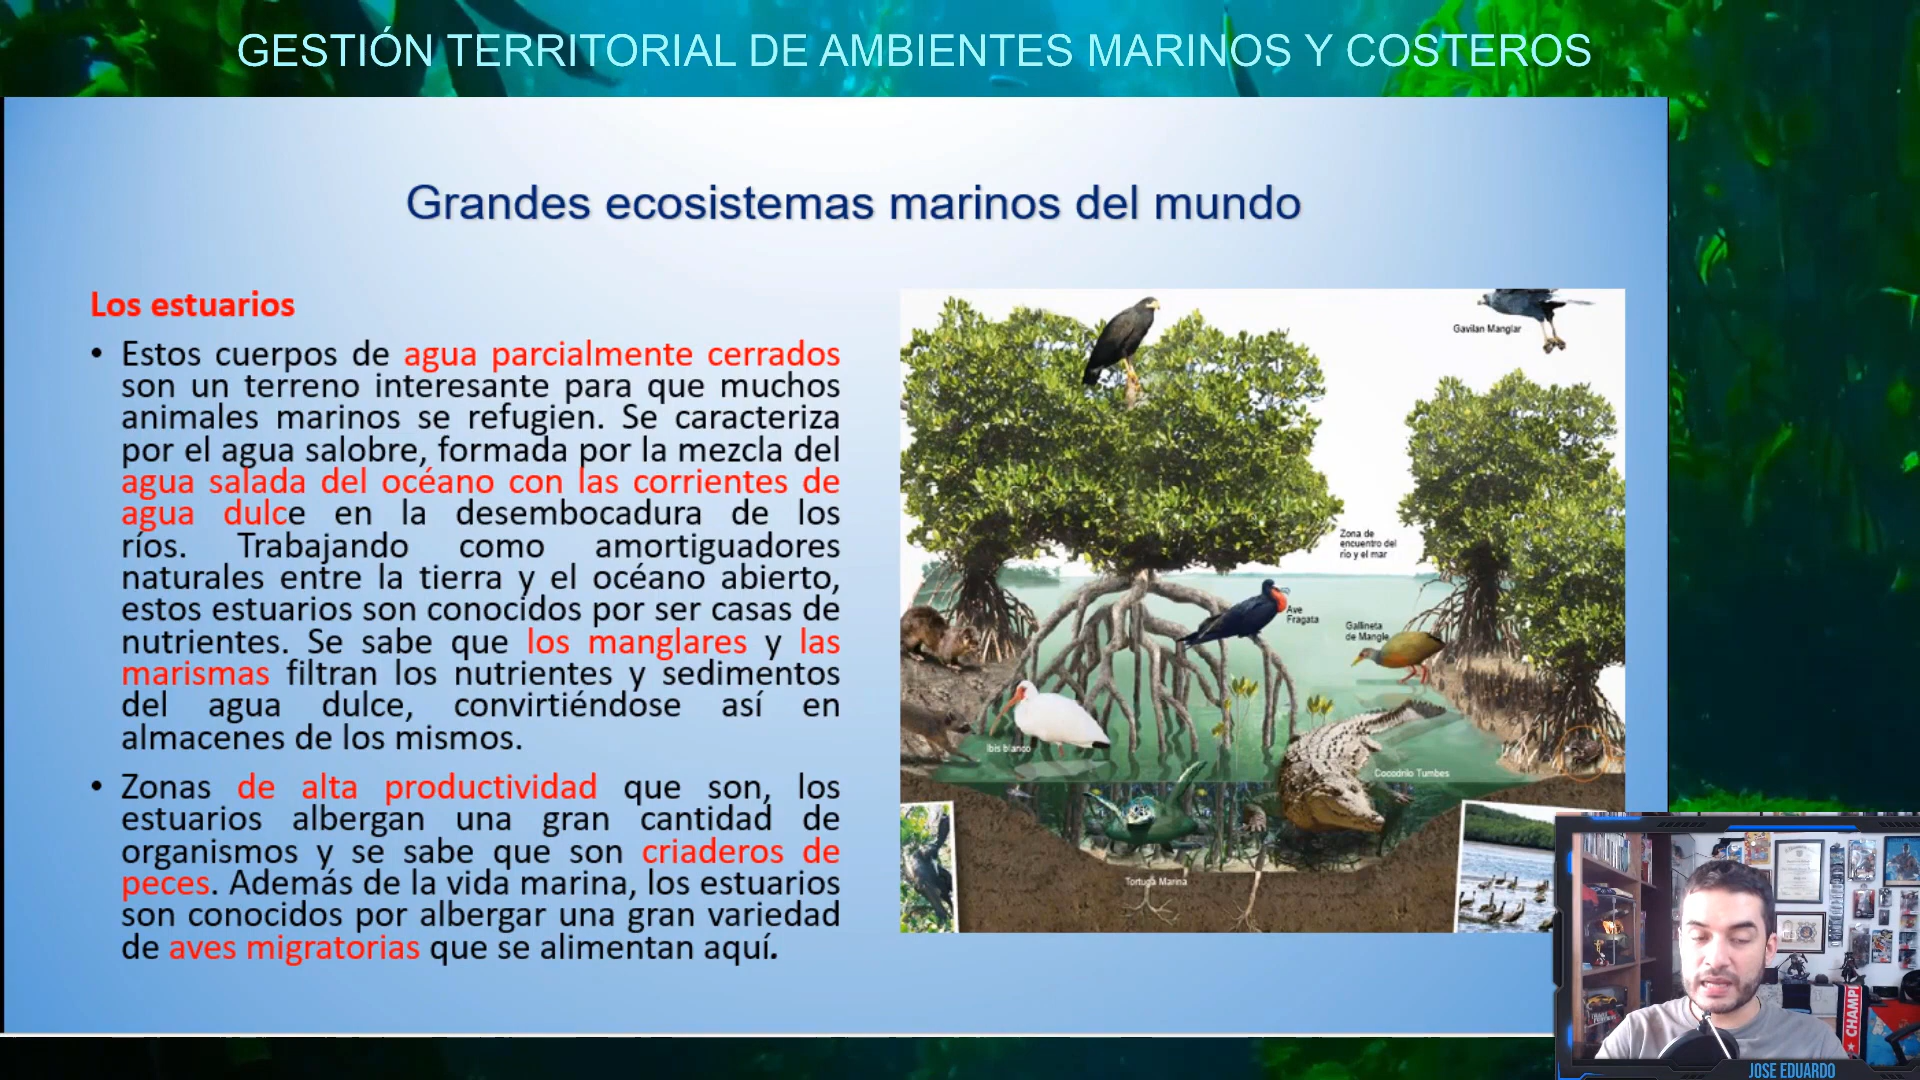 GESTIÓN TERRITORIAL DE AMBIENTES MARINOS Y COSTEROS
Grandes ecosistemas marinos del mundo
Los estuarios
• Estos cuerpos de agua parcialmente cerrados
son un terreno interesante para que muchos
animales marinos se refugien. Se caracteriza
por el agua salobre, formada por la mezcla del
agua salada del océano con las corrientes de
agua dulce en la desembocadura de los
ríos. Trabajando como amortiguadores
naturales entre la tierra y el océano abierto,
estos estuarios son conocidos por ser casas de
nutrientes. Se sabe que los manglares y las
marismas filtran los nutrientes y sedimentos
del agua dulce, convirtiéndose así en
almacenes de los mismos.
• Zonas de alta productividad que son, los
estuarios albergan una gran cantidad de
organismos y se sabe que son criaderos de
peces. Además de la vida marina, los estuarios
son conocidos por albergar una gran variedad
de aves migratorias que se alimentan aquí.
Gavilan Manglar
Zona de
encuentro del
río y el mar
Ave
Fragata
Gallineta
de Mangle
Ibis blanco
Cocodrilo Tumbes
Tortuga Marina
CHAMPI
JOSE EDUARDO